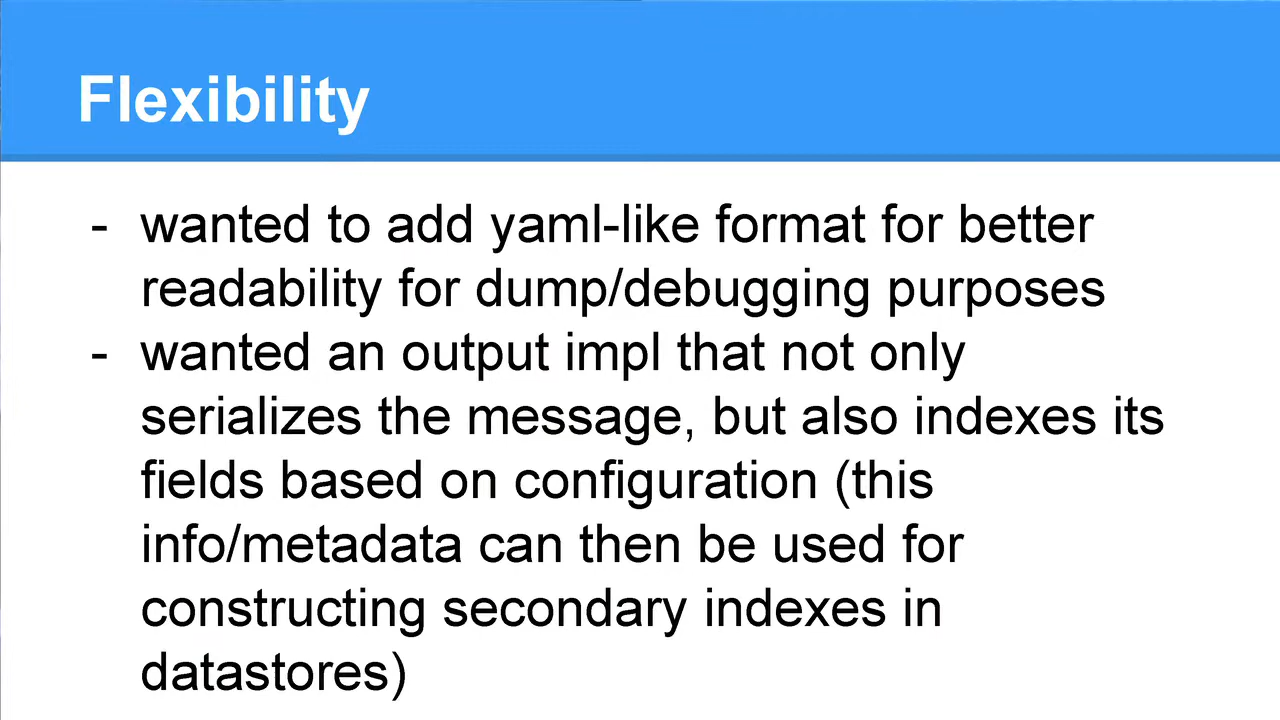 Flexibility
- wanted to add yaml-like format for better
readability for dump/debugging purposes
- wanted an output impl that not only
serializes the message, but also indexes its
fields based on configuration (this
info/metadata can then be used for
constructing secondary indexes in
datastores)